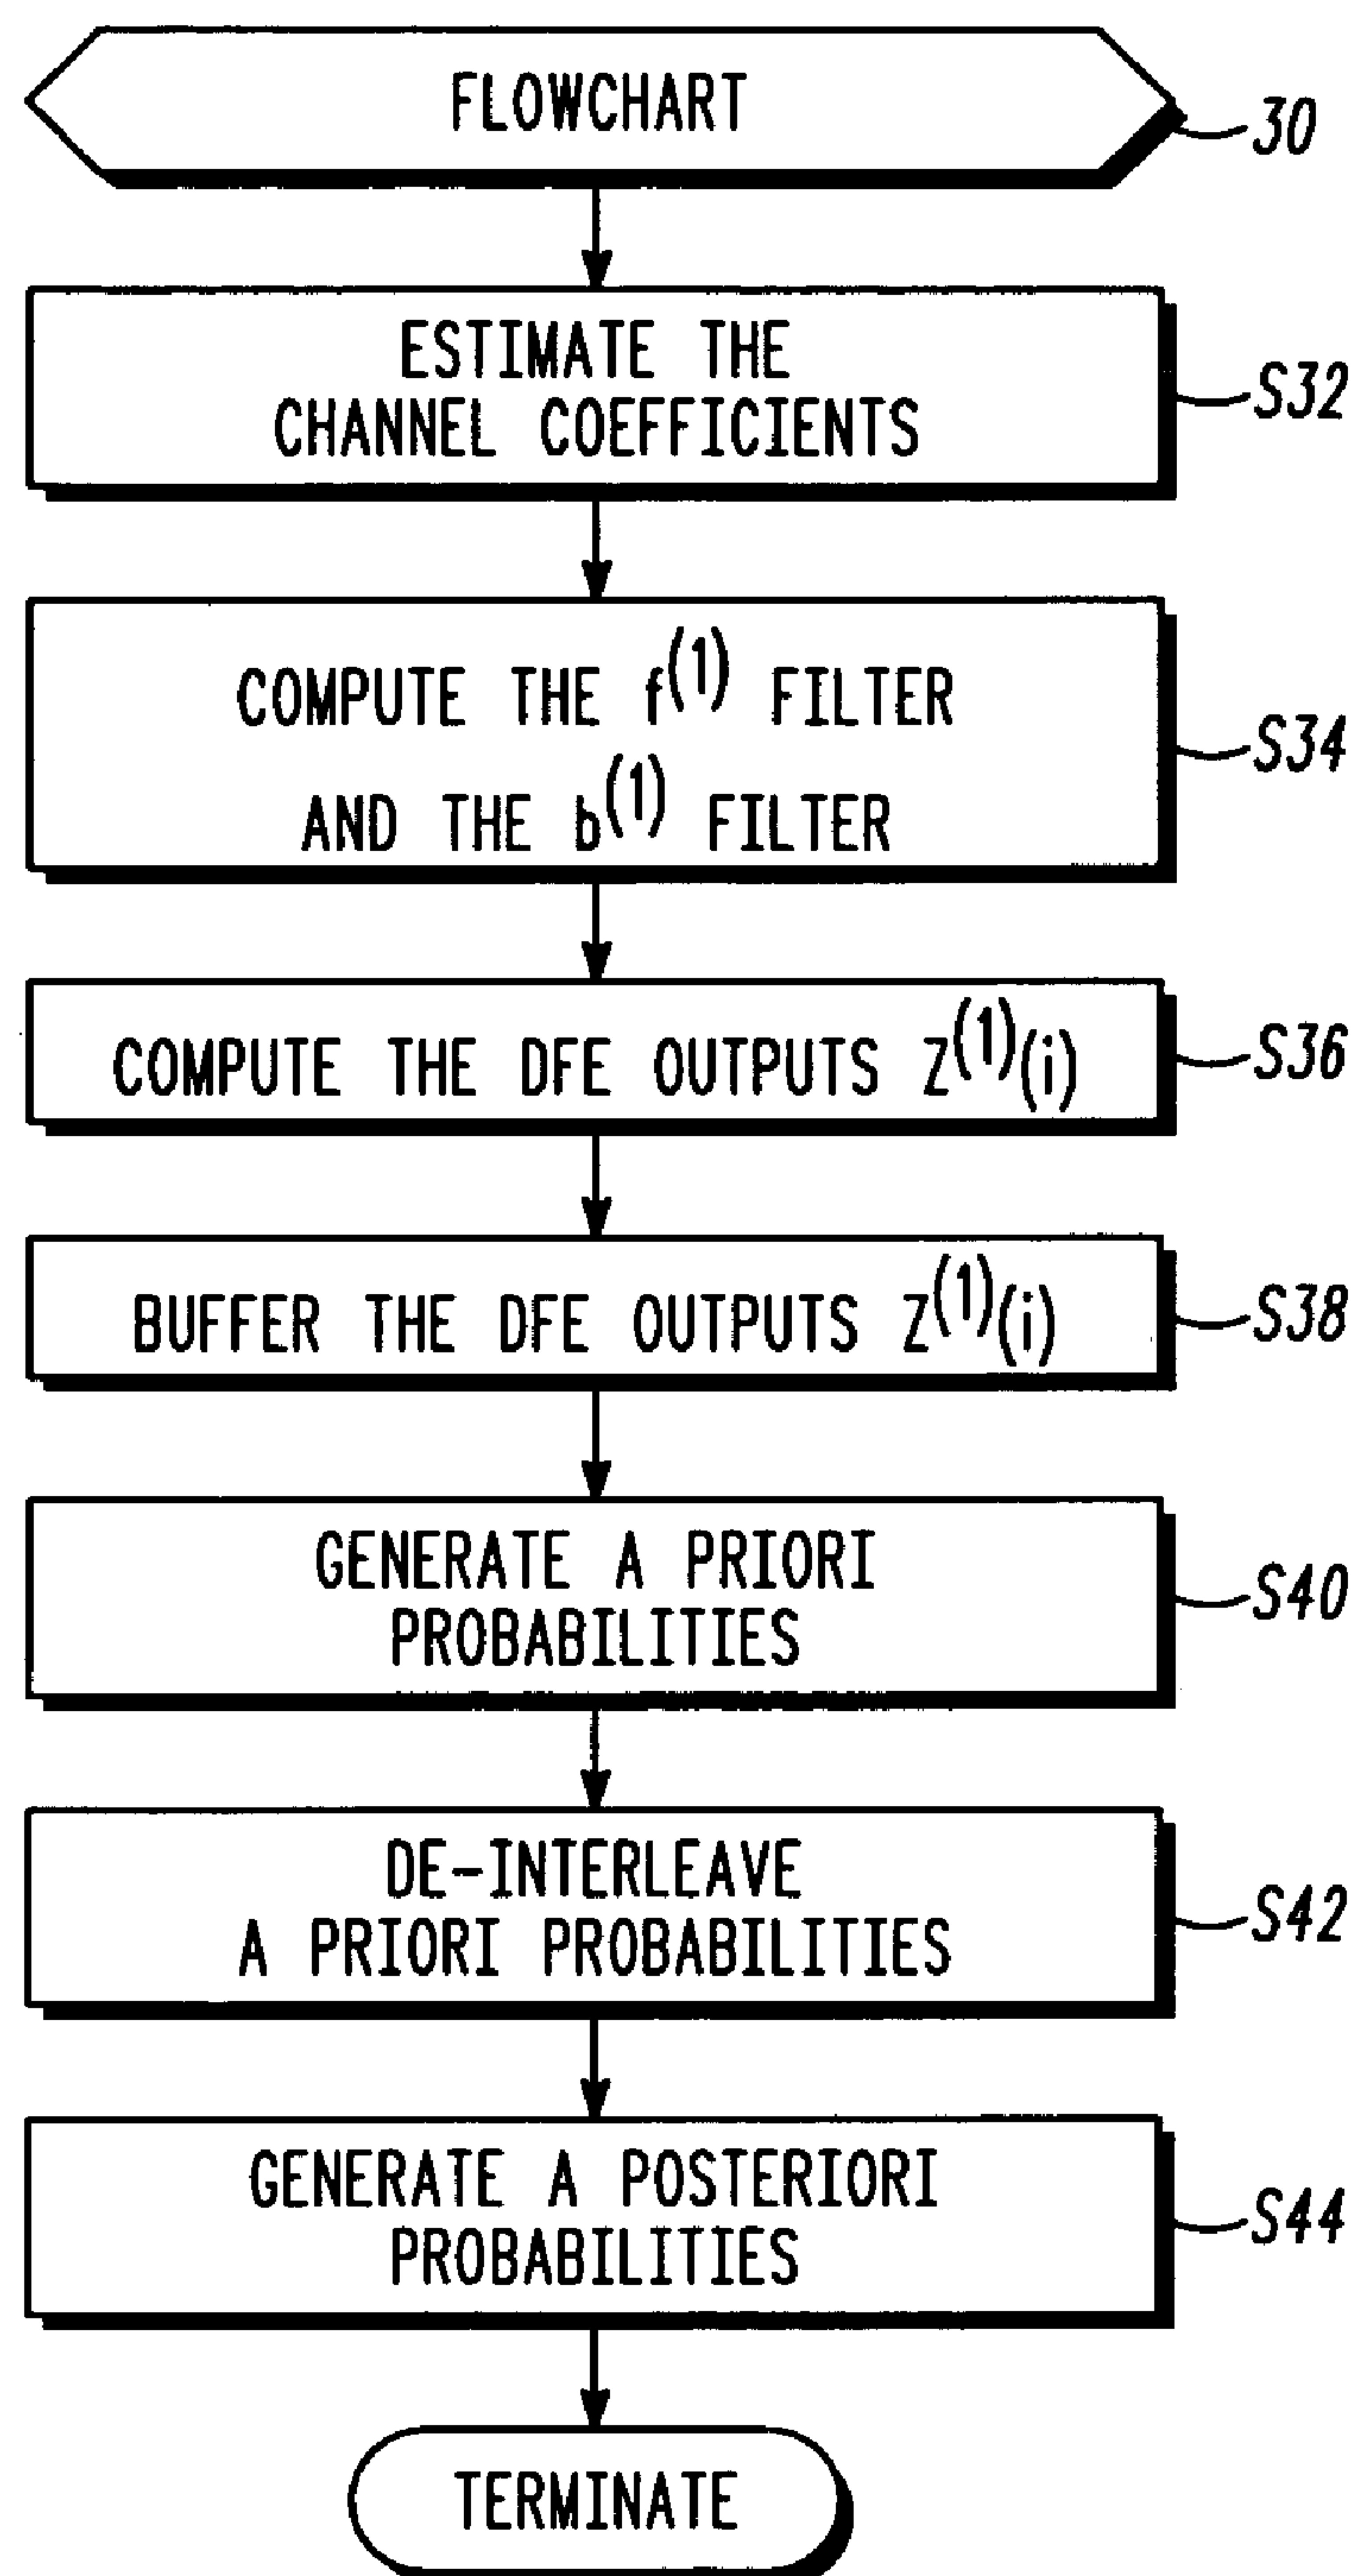 FLOWCHART
30
ESTIMATE THE
CHANNEL COEFFICIENTS
S32
COMPUTE THE f(1) FILTER
AND THE b(1) FILTER
S34
COMPUTE THE DFE OUTPUTS Z(1)(i)
S36
BUFFER THE DFE OUTPUTS Z(1)(i)
S38
GENERATE A PRIORI
PROBABILITIES
S40
DE-INTERLEAVE
A PRIORI PROBABILITIES
S42
GENERATE A POSTERIORI
PROBABILITIES
S44
TERMINATE